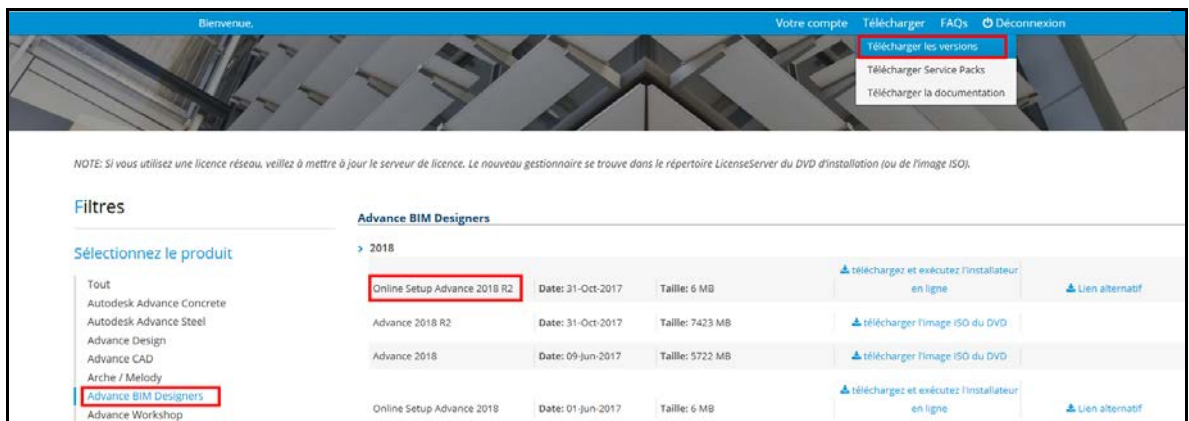 Bienvenue,
Votre compte Télécharger FAQs Déconnexion
Télécharger les versions
Télécharger Service Packs
Télécharger la documentation
NOTE: Si vous utilisez une licence réseau, veillez à mettre à jour le serveur de licence. Le nouveau gestionnaire se trouve dans le répertoire LicenseServer du DVD d'installation (ou de l'image ISO).
Filtres
Sélectionnez le produit
Tout
Autodesk Advance Concrete
Autodesk Advance Steel
Advance Design
Advance CAD
Arche / Melody
Advance BIM Designers
Advance Workshop
Advance BIM Designers
> 2018
Online Setup Advance 2018 R2 Date: 31-Oct-2017 Taille: 6 MB téléchargez et exécutez l'installateur
en ligne Lien alternatif
Advance 2018 R2 Date: 31-Oct-2017 Taille: 7423 MB télécharger l'image ISO du DVD
Advance 2018 Date: 09-Jun-2017 Taille: 5722 MB télécharger l'image ISO du DVD
Online Setup Advance 2018 Date: 01-Jun-2017 Taille: 6 MB téléchargez et exécutez l'installateur
en ligne Lien alternatif